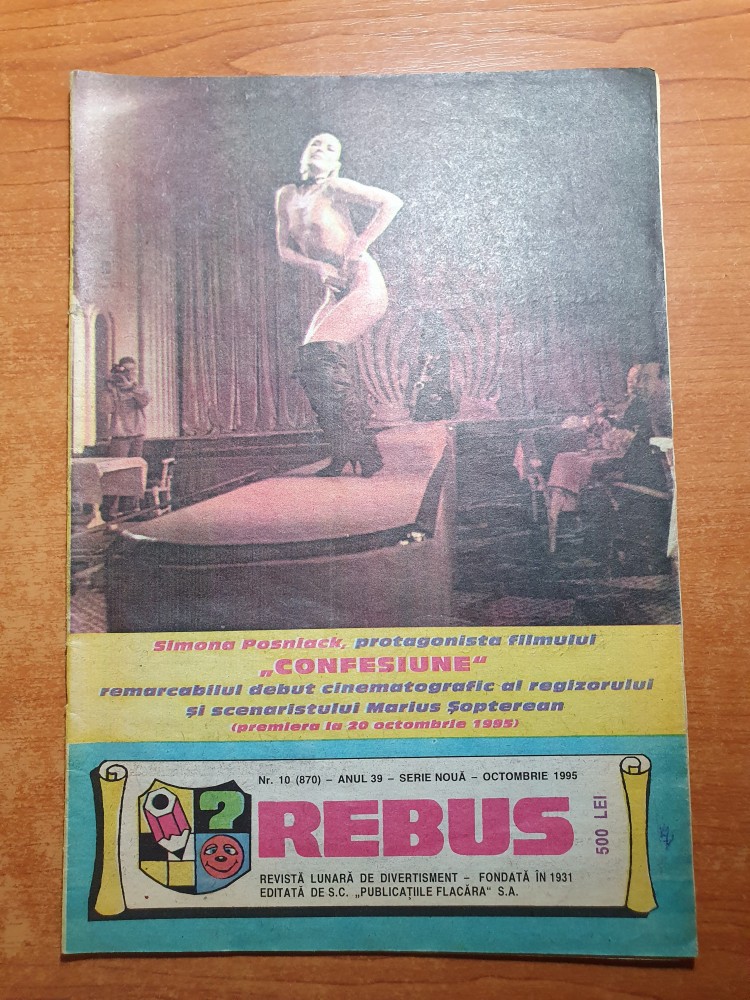 Simona Posniack, protagonista filmului
„CONFESIUNE“
remarcabilul debut cinematografic al regizorului
și scenaristului Marius Șopterean
(premiera la 20 octombrie 1995)
Nr. 10 (870) – ANUL 39 – SERIE NOUĂ – OCTOMBRIE 1995
?
REBUS
500 LEI
REVISTĂ LUNARĂ DE DIVERTISMENT – FONDATĂ ÎN 1931
EDITATĂ DE S.C. „PUBLICAȚIILE FLACĂRA“ S.A.